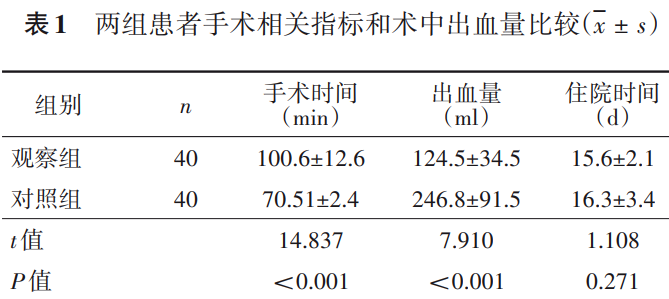 表1 两组患者手术相关指标和术中出血量比较(x̄ ± s)
组别 n 手术时间(min) 出血量(ml) 住院时间(d)
观察组 40 100.6±12.6 124.5±34.5 15.6±2.1
对照组 40 70.51±2.4 246.8±91.5 16.3±3.4
t值 14.837 7.910 1.108
P值 <0.001 <0.001 0.271